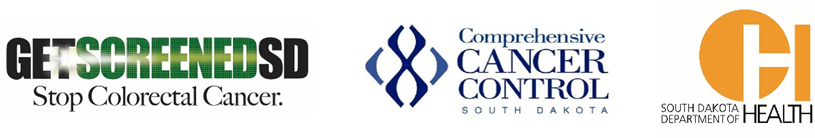 GETSCREENEDSD
Stop Colorectal Cancer.
Comprehensive
CANCER
CONTROL
SOUTH DAKOTA
SOUTH DAKOTA
DEPARTMENT OF HEALTH